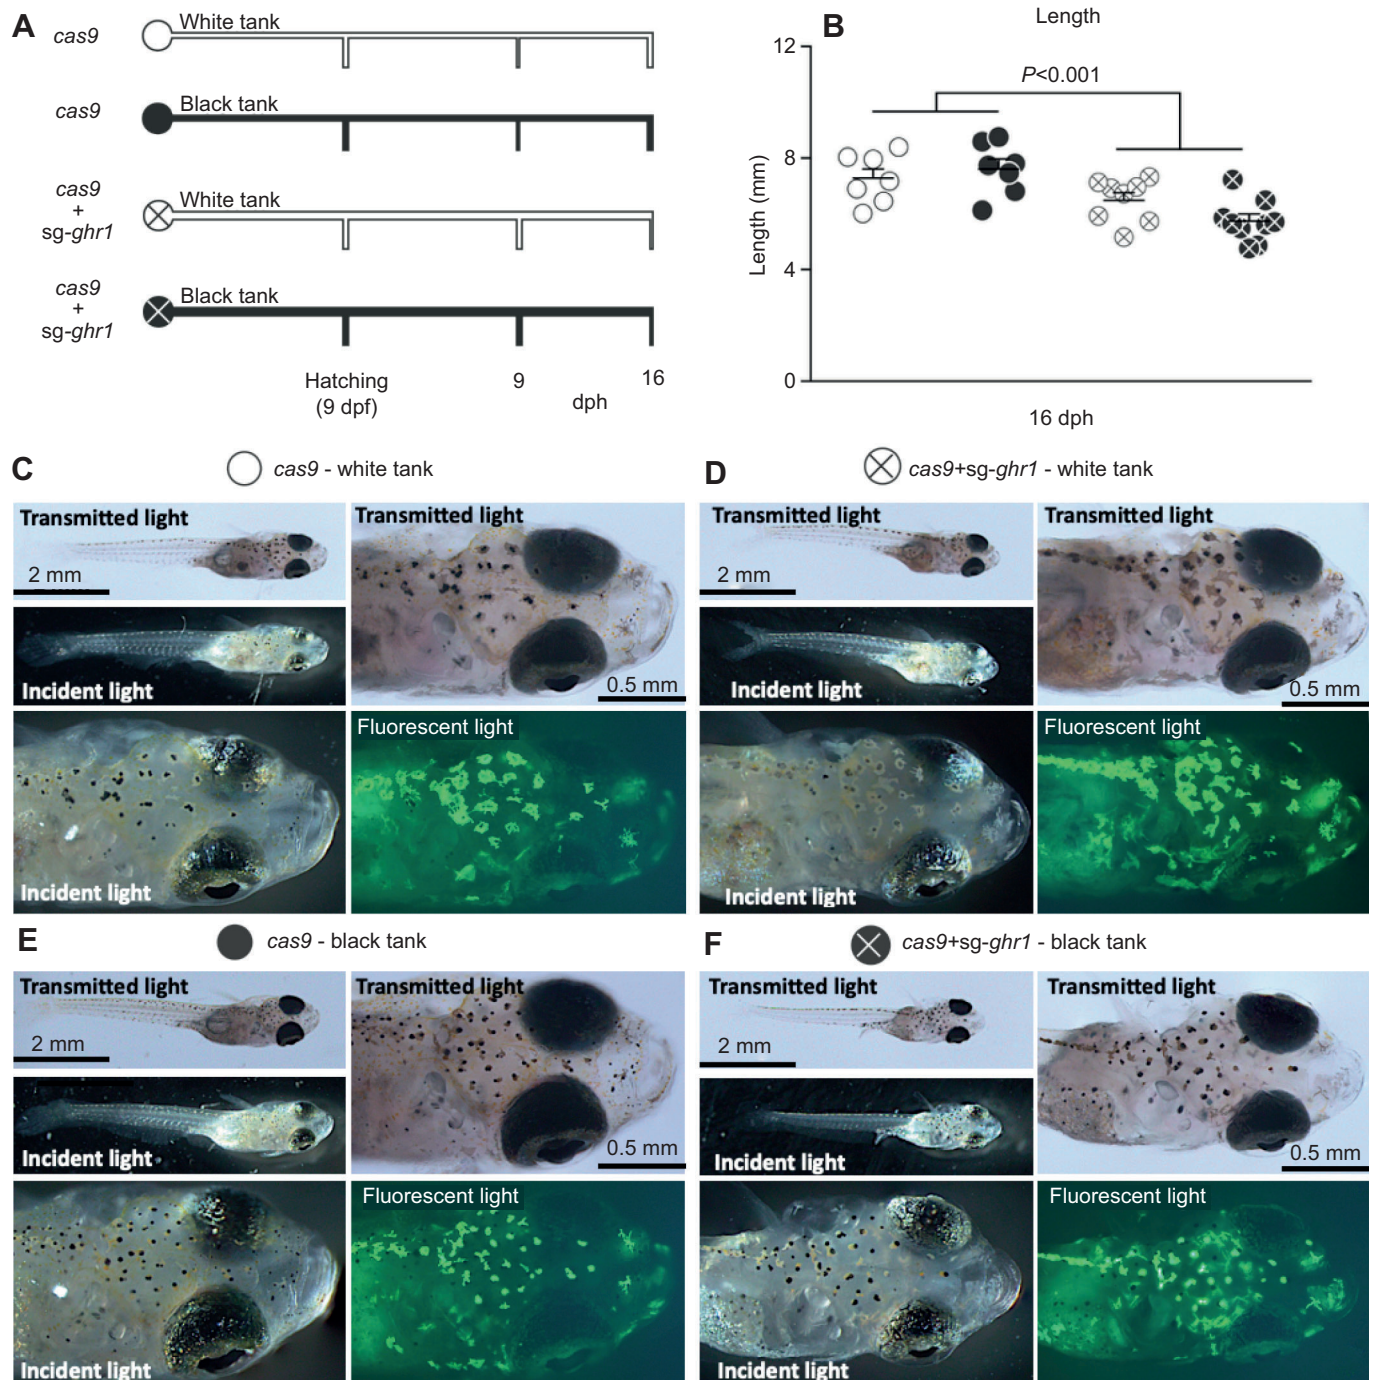 A
cas9
White tank
cas9
Black tank
cas9
+
sg-ghr1
White tank
cas9
+
sg-ghr1
Black tank
Hatching
(9 dpf)
9
16
dph
B
Length
P<0.001
12
8
4
0
Length (mm)
16 dph
C
cas9 - white tank
Transmitted light
2 mm
Incident light
Transmitted light
0.5 mm
Incident light
Fluorescent light
D
cas9+sg-ghr1 - white tank
Transmitted light
2 mm
Incident light
Transmitted light
0.5 mm
Incident light
Fluorescent light
E
cas9 - black tank
Transmitted light
2 mm
Incident light
Transmitted light
0.5 mm
Incident light
Fluorescent light
F
cas9+sg-ghr1 - black tank
Transmitted light
2 mm
Incident light
Transmitted light
0.5 mm
Incident light
Fluorescent light